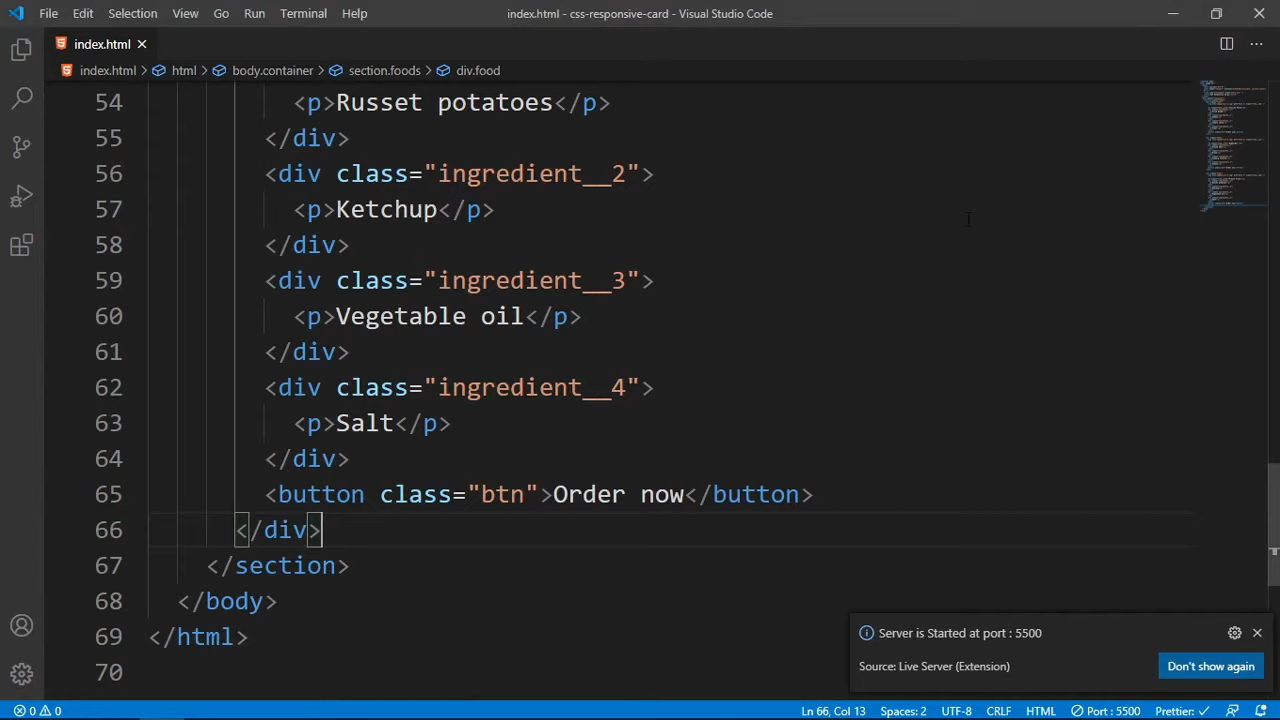 File Edit Selection View Go Run Terminal Help index.html - css-responsive-card - Visual Studio Code
index.html
index.html html body.container section.foods div.food
54 <p>Russet potatoes</p>
55 </div>
56 <div class="ingredient__2">
57 <p>Ketchup</p>
58 </div>
59 <div class="ingredient__3">
60 <p>Vegetable oil</p>
61 </div>
62 <div class="ingredient__4">
63 <p>Salt</p>
64 </div>
65 <button class="btn">Order now</button>
66 </div>
67 </section>
68 </body>
69 </html>
70
Server is Started at port : 5500
Source: Live Server (Extension) Don't show again
0 0 Ln 66, Col 13 Spaces: 2 UTF-8 CRLF HTML Port : 5500 Prettier: